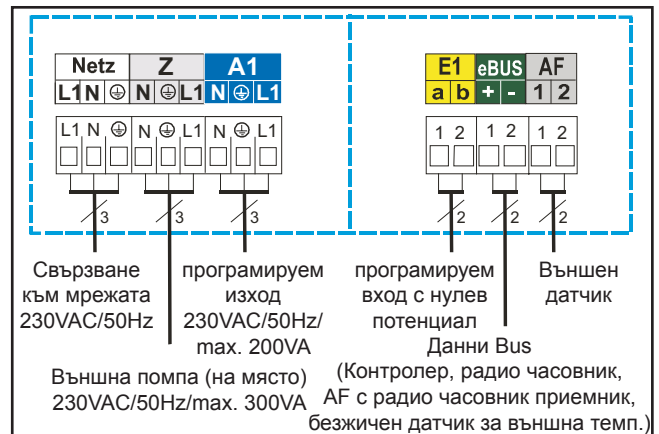 Netz Z A1 E1 eBUS AF
L1 N ⏚ N ⏚ L1 N ⏚ L1 a b + - 1 2
L1 N ⏚ N ⏚ L1 N ⏚ L1 1 2 1 2 1 2
3 3 3 2 2 2
Свързване
към мрежата
230VAC/50Hz
програмируем
изход
230VAC/50Hz/
max. 200VA
Външна помпа (на място)
230VAC/50Hz/max. 300VA
програмируем
вход с нулев
потенциал
Външен
датчик
Данни Bus
(Контролер, радио часовник,
AF с радио часовник приемник,
безжичен датчик за външна темп.)